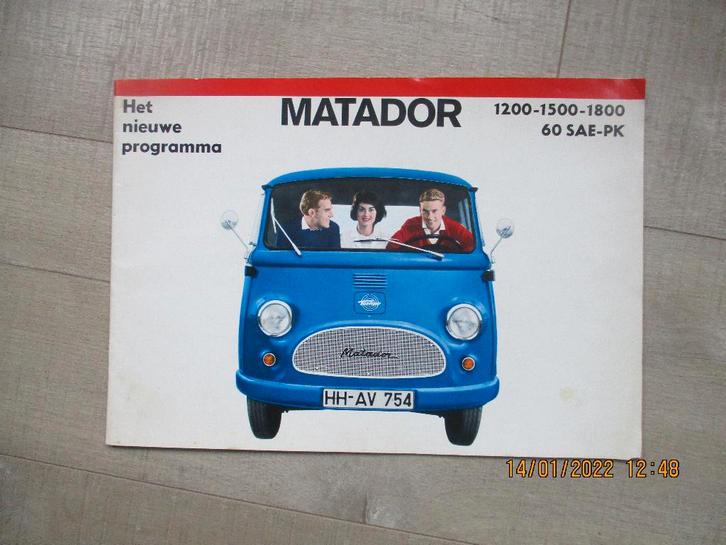 Het
nieuwe
programma
MATADOR
1200-1500-1800
60 SAE-PK
Matador
HH-AV 754
14/01/2022 12:48